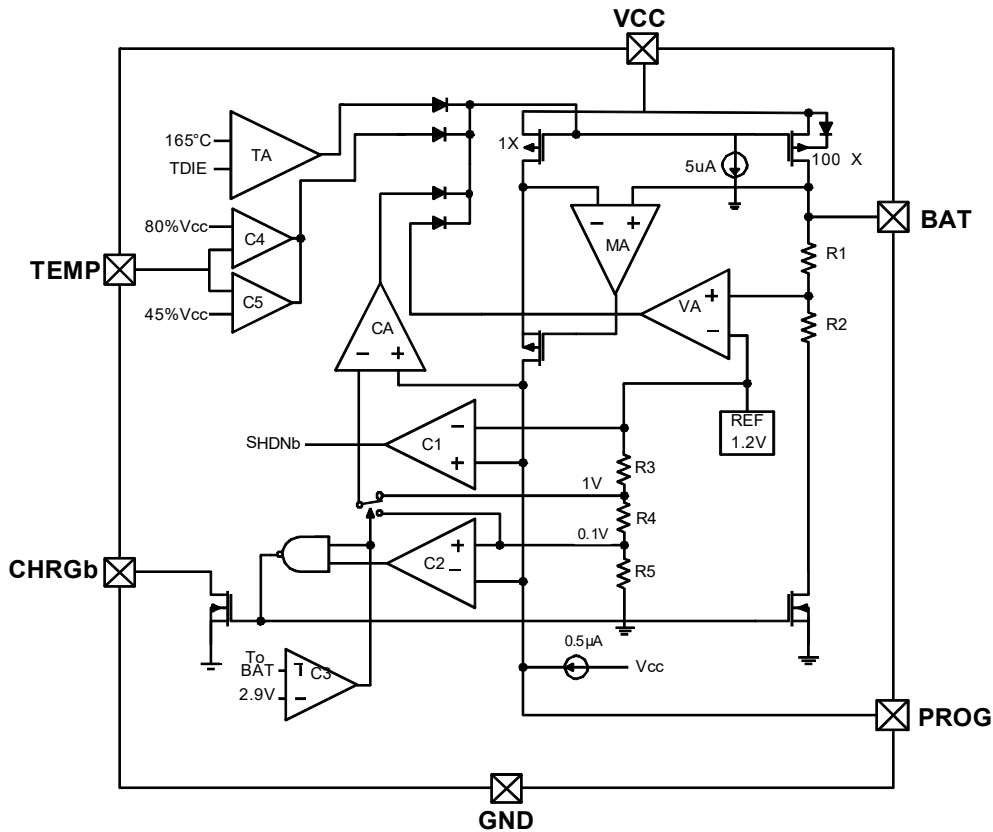 VCC
165°C
TDIE
TA
1X
5uA
100 X
80%Vcc
C4
TEMP
45%Vcc
C5
− +
MA
BAT
R1
VA
+
−
R2
CA
− +
REF
1.2V
SHDNb
C1
−
+
R3
1V
R4
0.1V
C2
+
−
R5
CHRGb
To
BAT
2.9V
C3
−
0.5µA
Vcc
PROG
GND